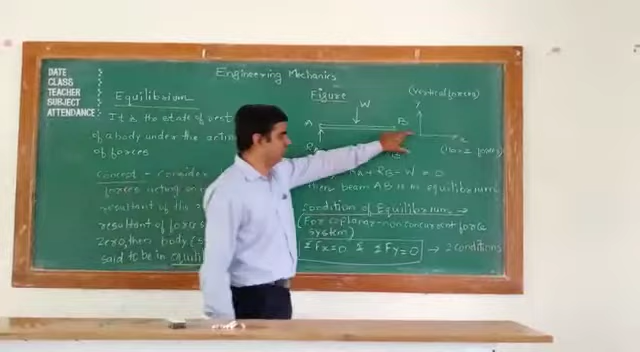 Engineering Mechanics
DATE :
CLASS :
TEACHER :
SUBJECT :
ATTENDANCE :
Equilibrium
It is the state of rest
of a body under the action
of forces
Concept - Consider
forces acting on
resultant of the
resultant of forces
zero, then body is
said to be in equili
Figure
W
A
B
y
x
(Vertical forces)
+ RB - W = 0
then beam AB is in equilibrium
Condition of Equilibrium →
(For coplanar non concurrent force
system)
ΣFx=0 & ΣFy=0 → 2 conditions